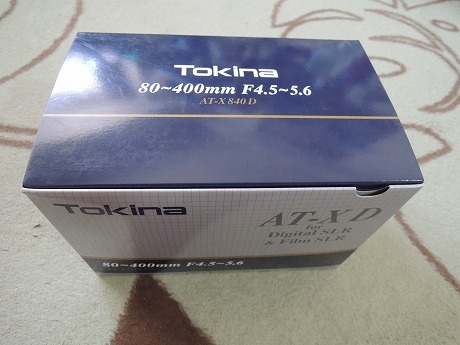 Tokina
80~400mm F4.5~5.6
AT-X 840 D
Tokina
AT-X D
for
Digital SLR
& Film SLR
80~400mm F4.5~5.6